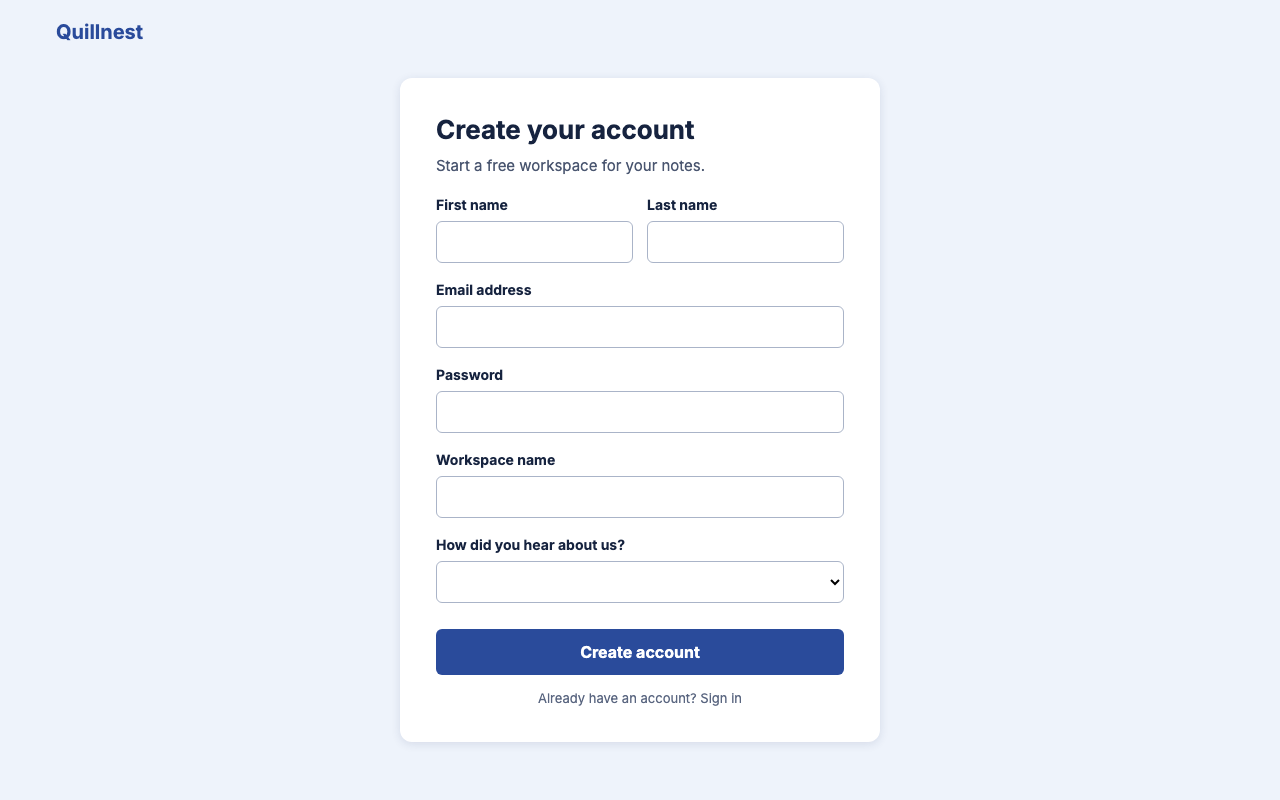 Quillnest
Create your account
Start a free workspace for your notes.
First name
Last name
Email address
Password
Workspace name
How did you hear about us?
Create account
Already have an account? Sign in